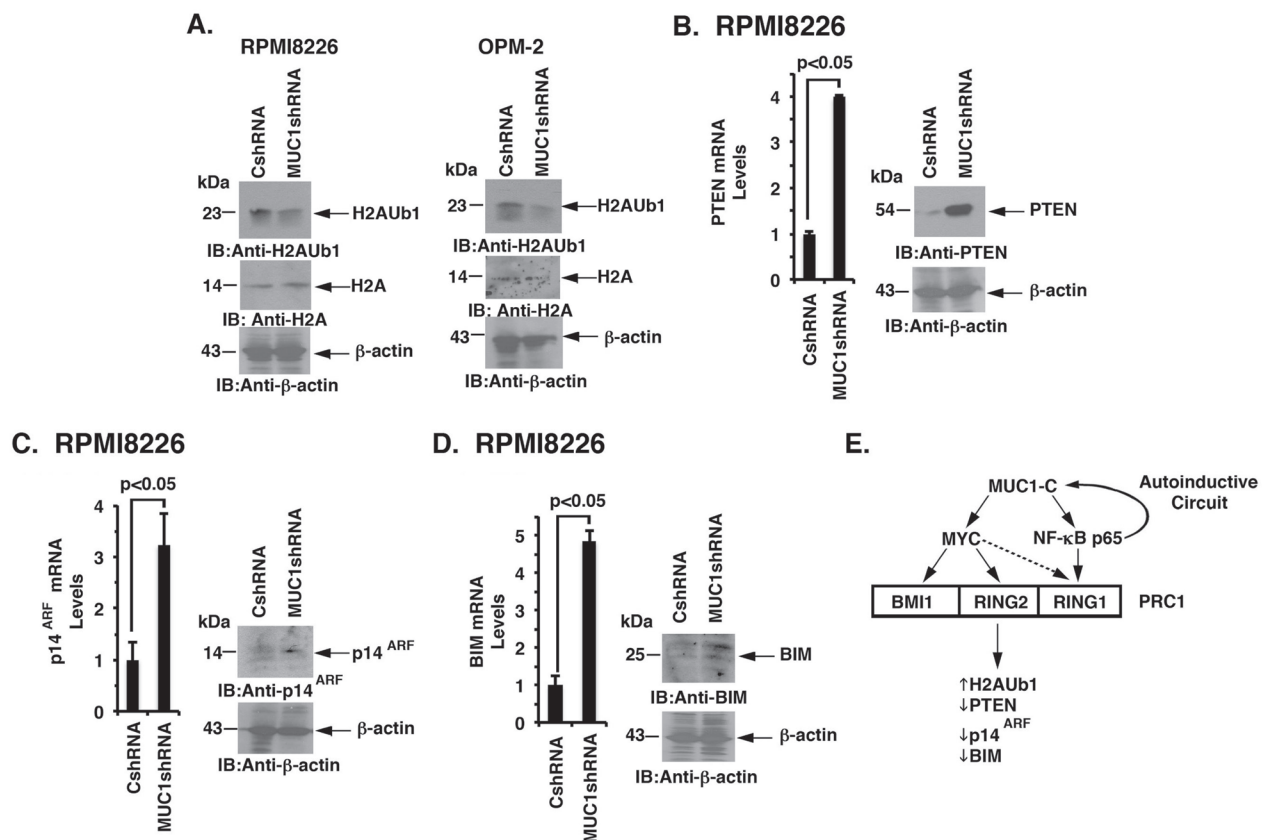 A.
RPMI8226
CshRNA
MUC1shRNA
kDa
23
H2AUb1
IB:Anti-H2AUb1
14
H2A
IB: Anti-H2A
43
β-actin
IB:Anti-β-actin
OPM-2
CshRNA
MUC1shRNA
kDa
23
H2AUb1
IB:Anti-H2AUb1
14
H2A
IB: Anti-H2A
43
β-actin
IB:Anti-β-actin
B. RPMI8226
p<0.05
PTEN mRNA
Levels
4
3
2
1
0
CshRNA
MUC1shRNA
CshRNA
MUC1shRNA
kDa
54
PTEN
IB:Anti-PTEN
43
β-actin
IB:Anti-β-actin
C. RPMI8226
p<0.05
p14 ARF mRNA
Levels
4
3
2
1
0
CshRNA
MUC1shRNA
CshRNA
MUC1shRNA
kDa
14
p14 ARF
IB:Anti-p14 ARF
43
β-actin
IB:Anti-β-actin
D. RPMI8226
p<0.05
BIM mRNA
Levels
5
4
3
2
1
0
CshRNA
MUC1shRNA
CshRNA
MUC1shRNA
kDa
25
BIM
IB:Anti-BIM
43
β-actin
IB:Anti-β-actin
E.
MUC1-C
Autoinductive
Circuit
MYC
NF-κB p65
BMI1
RING2
RING1
PRC1
↑H2AUb1
↓PTEN
↓p14 ARF
↓BIM